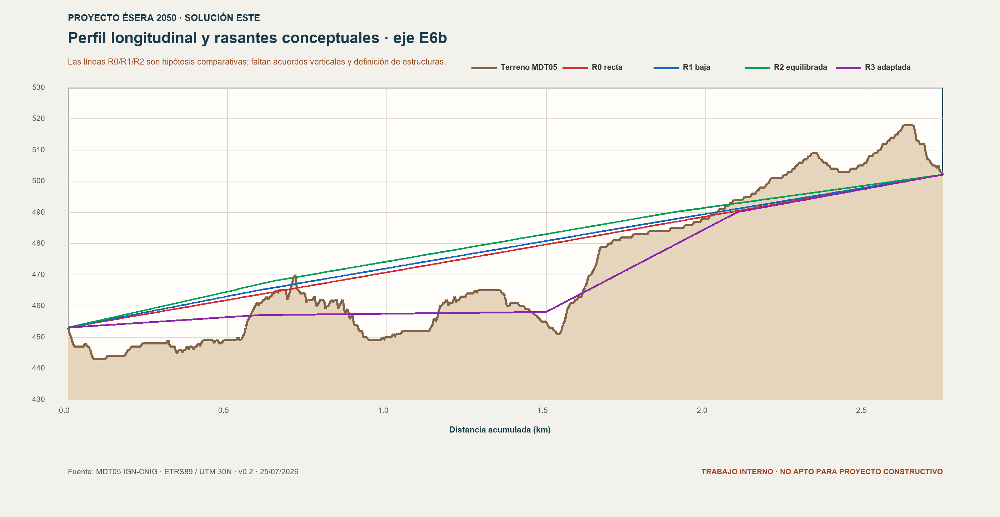 PROYECTO ÉSERA 2050 · SOLUCIÓN ESTE
Perfil longitudinal y rasantes conceptuales · eje E6b
Las líneas R0/R1/R2 son hipótesis comparativas; faltan acuerdos verticales y definición de estructuras.
Terreno MDT05 R0 recta R1 baja R2 equilibrada R3 adaptada
530
520
510
500
490
480
470
460
450
440
430
0.0 0.5 1.0 1.5 2.0 2.5
Distancia acumulada (km)
Fuente: MDT05 IGN-CNIG · ETRS89 / UTM 30N · v0.2 · 25/07/2026
TRABAJO INTERNO · NO APTO PARA PROYECTO CONSTRUCTIVO